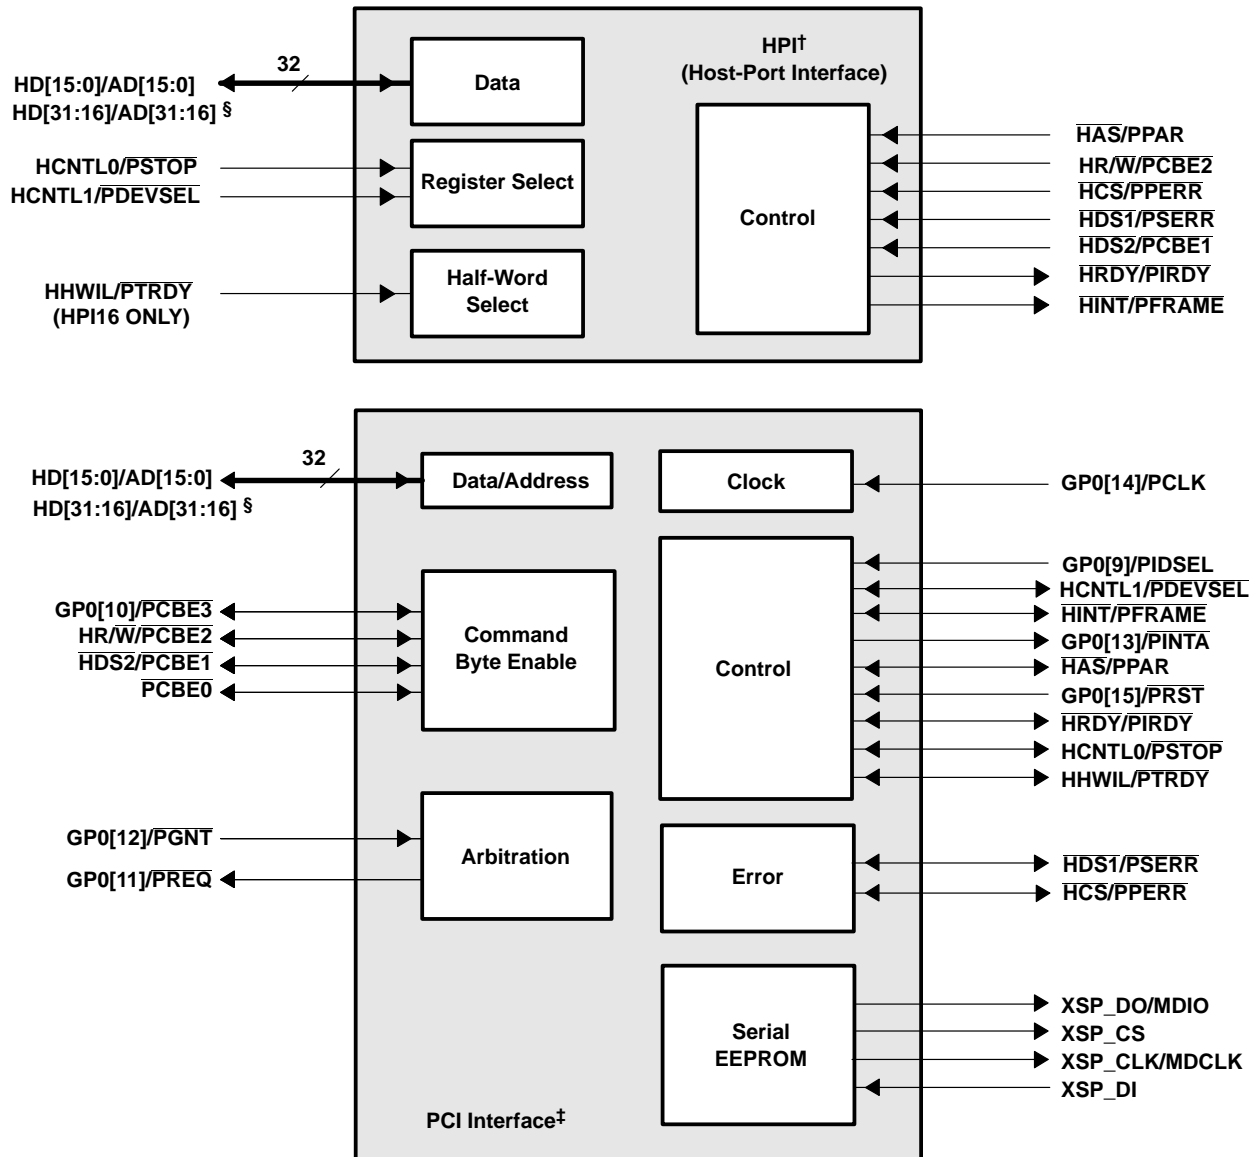 HPI†
(Host-Port Interface)
32
HD[15:0]/AD[15:0]
HD[31:16]/AD[31:16] §
Data
HCNTL0/PSTOP
HCNTL1/PDEVSEL
Register Select
HHWIL/PTRDY
(HPI16 ONLY)
Half-Word
Select
Control
HAS/PPAR
HR/W/PCBE2
HCS/PPERR
HDS1/PSERR
HDS2/PCBE1
HRDY/PIRDY
HINT/PFRAME
32
HD[15:0]/AD[15:0]
HD[31:16]/AD[31:16] §
Data/Address
Clock
GP0[14]/PCLK
GP0[10]/PCBE3
HR/W/PCBE2
HDS2/PCBE1
PCBE0
Command
Byte Enable
Control
GP0[9]/PIDSEL
HCNTL1/PDEVSEL
HINT/PFRAME
GP0[13]/PINTA
HAS/PPAR
GP0[15]/PRST
HRDY/PIRDY
HCNTL0/PSTOP
HHWIL/PTRDY
GP0[12]/PGNT
GP0[11]/PREQ
Arbitration
Error
HDS1/PSERR
HCS/PPERR
Serial
EEPROM
XSP_DO/MDIO
XSP_CS
XSP_CLK/MDCLK
XSP_DI
PCI Interface‡